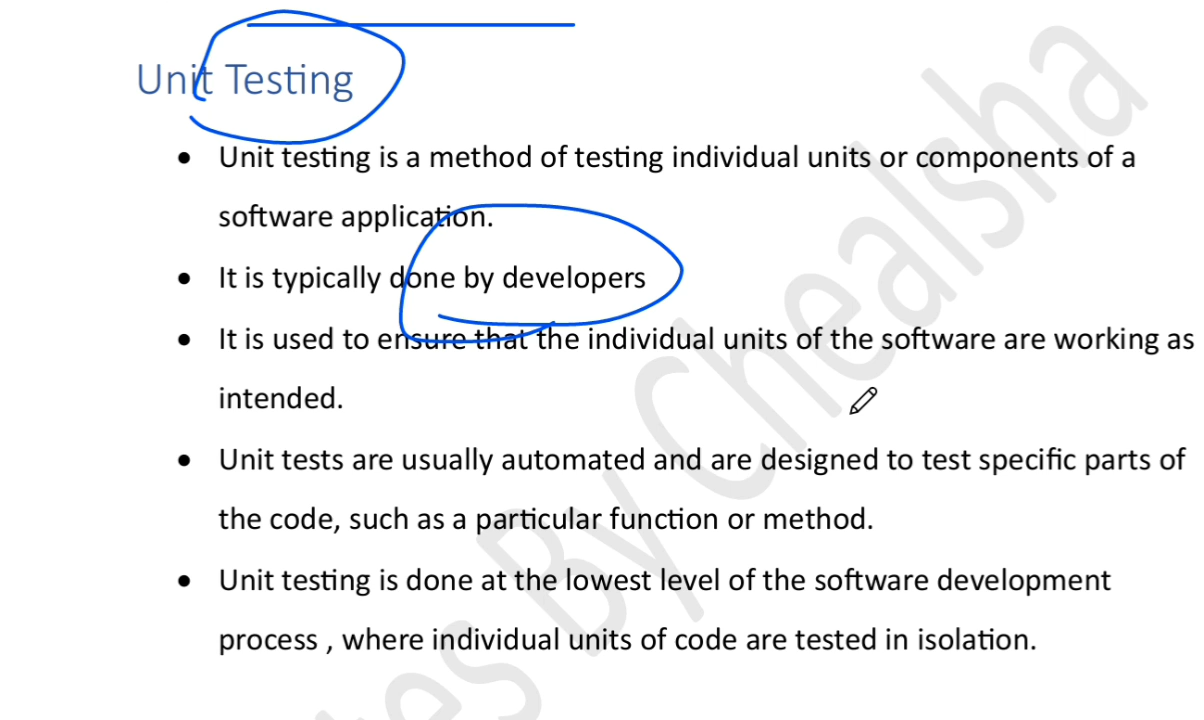 Unit Testing
• Unit testing is a method of testing individual units or components of a
software application.
• It is typically done by developers
• It is used to ensure that the individual units of the software are working as
intended.
• Unit tests are usually automated and are designed to test specific parts of
the code, such as a particular function or method.
• Unit testing is done at the lowest level of the software development
process , where individual units of code are tested in isolation.
By Chealsha